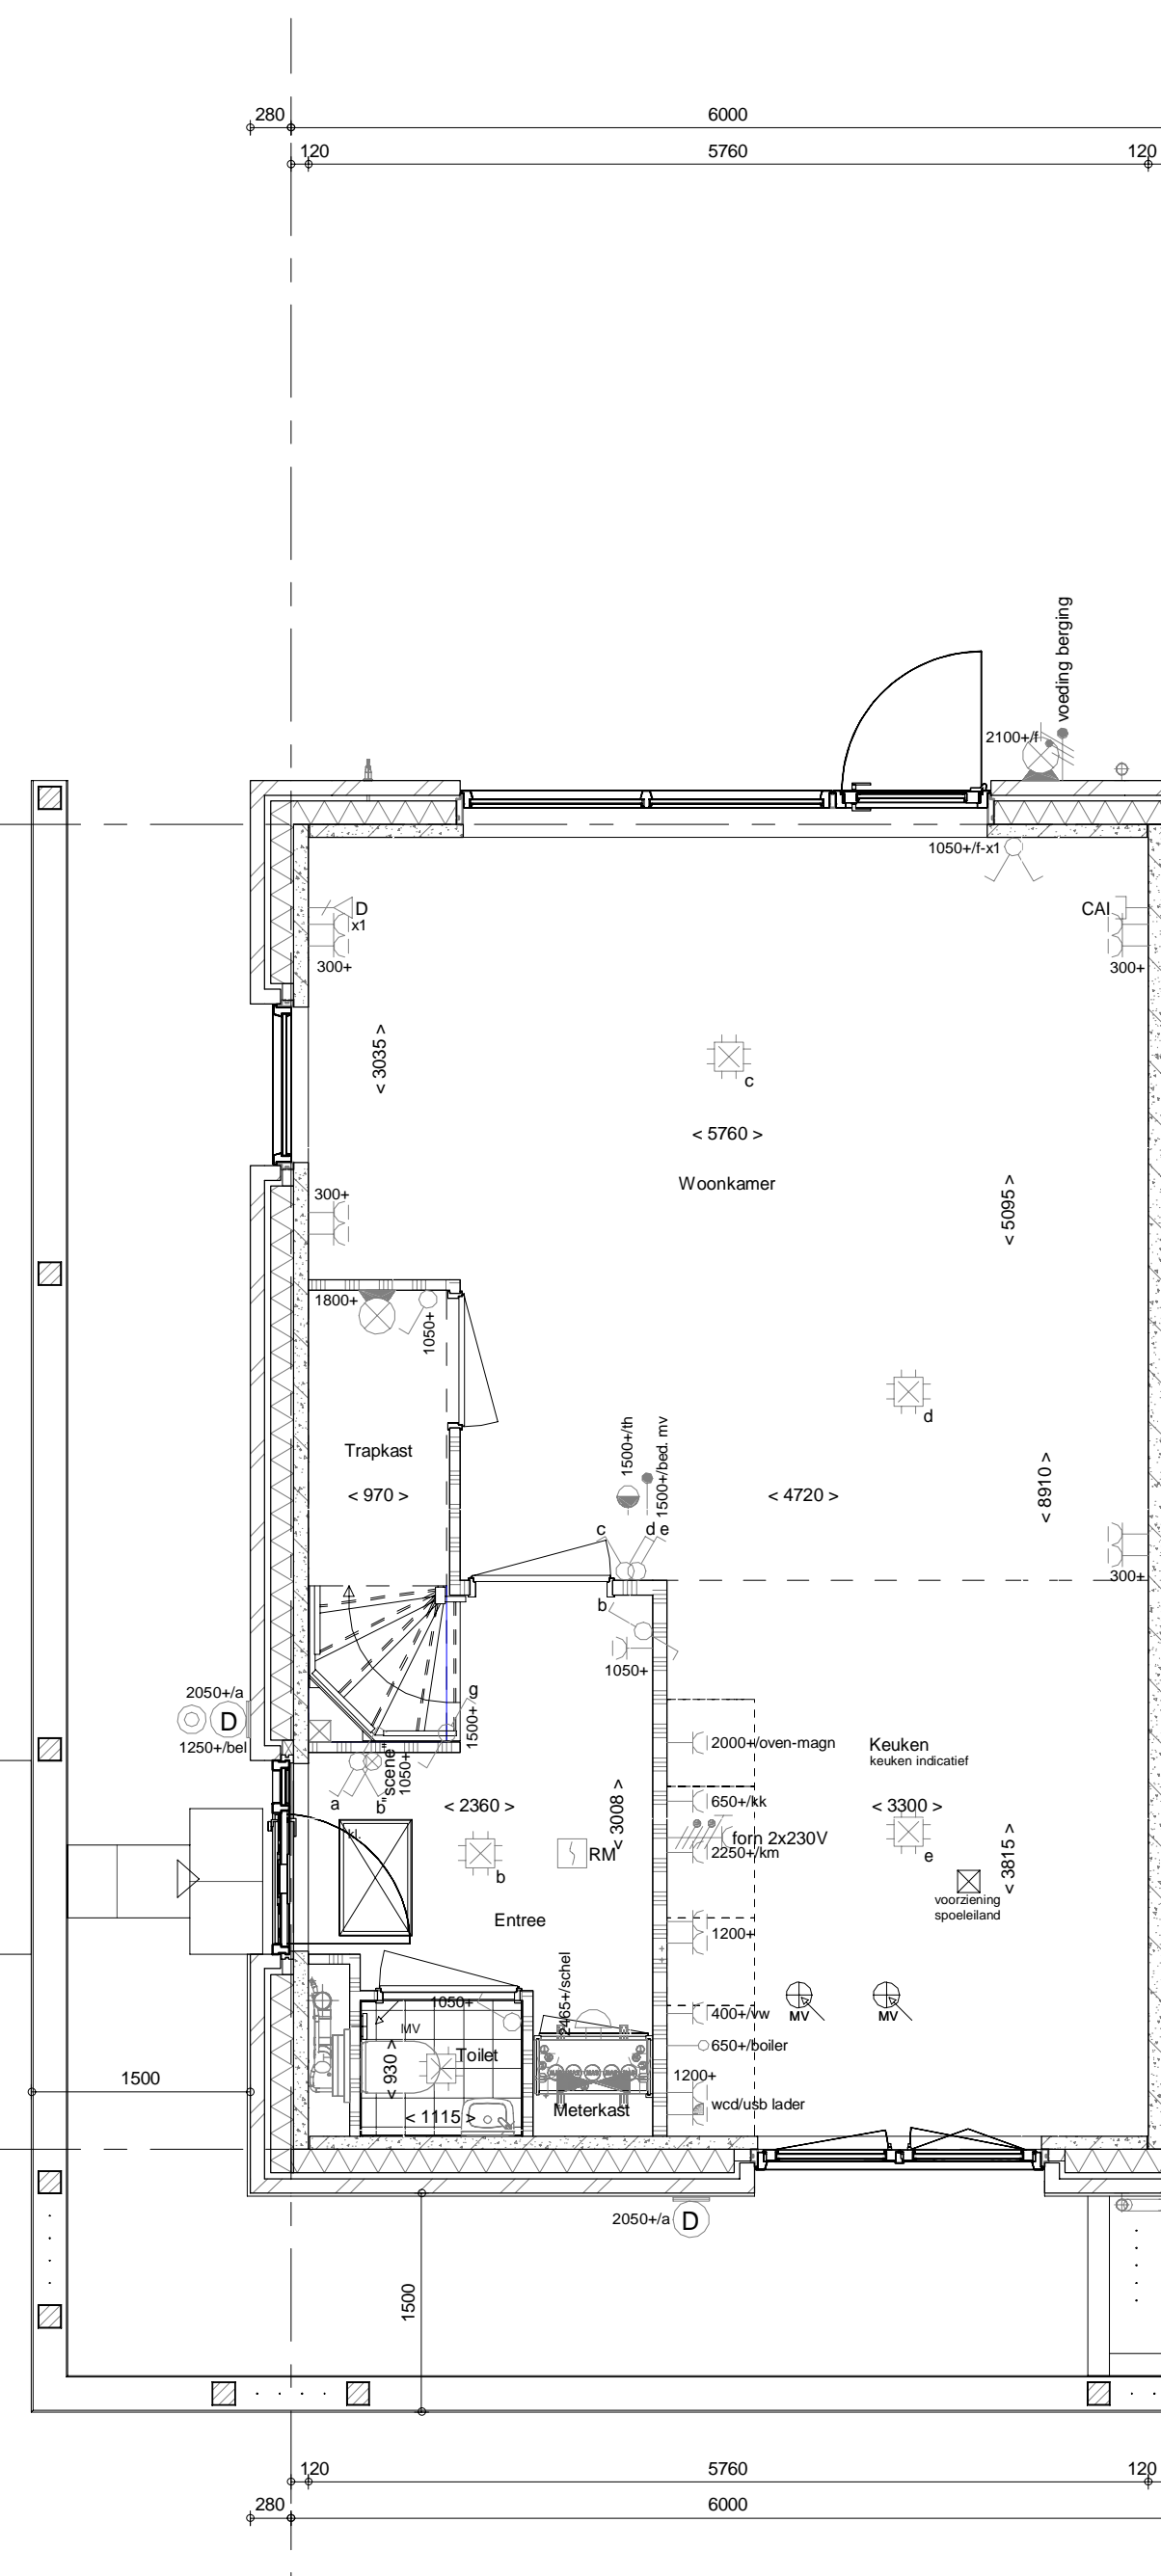 280
6000
120
5760
120
voeding berging
2100+/f
1050+/f-x1
D
x1
300+
CAI
300+
< 3035 >
c
< 5760 >
Woonkamer
< 5095 >
300+
1800+
1050+
d
Trapkast
< 970 >
1500+/th
1500+/bed. mv
< 4720 >
< 8910 >
c
d e
300+
b
1050+
g
1500+
2050+/a
D
1250+/bel
"scene"
1050+
a
b
2000+/oven-magn
Keuken
keuken indicatief
650+/kk
< 2360 >
< 3008 >
< 3300 >
kl.
forn 2x230V
2250+/km
RM
b
e
< 3815 >
voorziening
spoeleiland
Entree
1200+
2465+/schel
1050+
MV
400+/vw
MV
MV
650+/boiler
Toilet
< 930 >
1500
1200+
wcd/usb lader
< 1115 >
Meterkast
2050+/a
D
1500
120
5760
120
280
6000